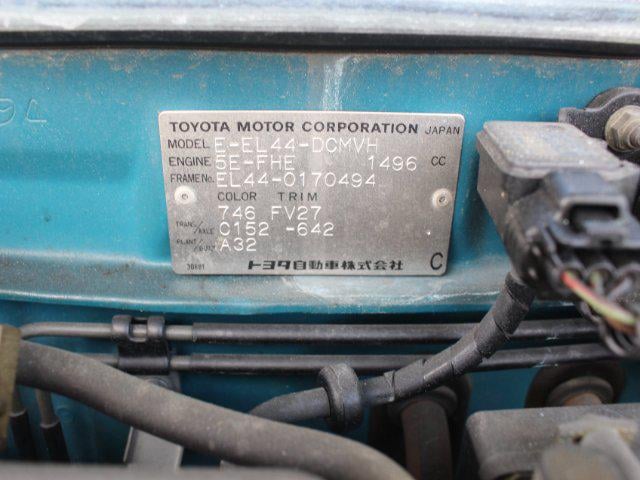 TOYOTA MOTOR CORPORATION JAPAN
MODEL E-EL44-DCMVH
ENGINE 5E-FHE 1496 CC
FRAME No. EL44-0170494
COLOR TRIM
746 FV27
TRANS/AXLE C152 -642
PLANT/BUILT A32
トヨタ自動車株式会社 C